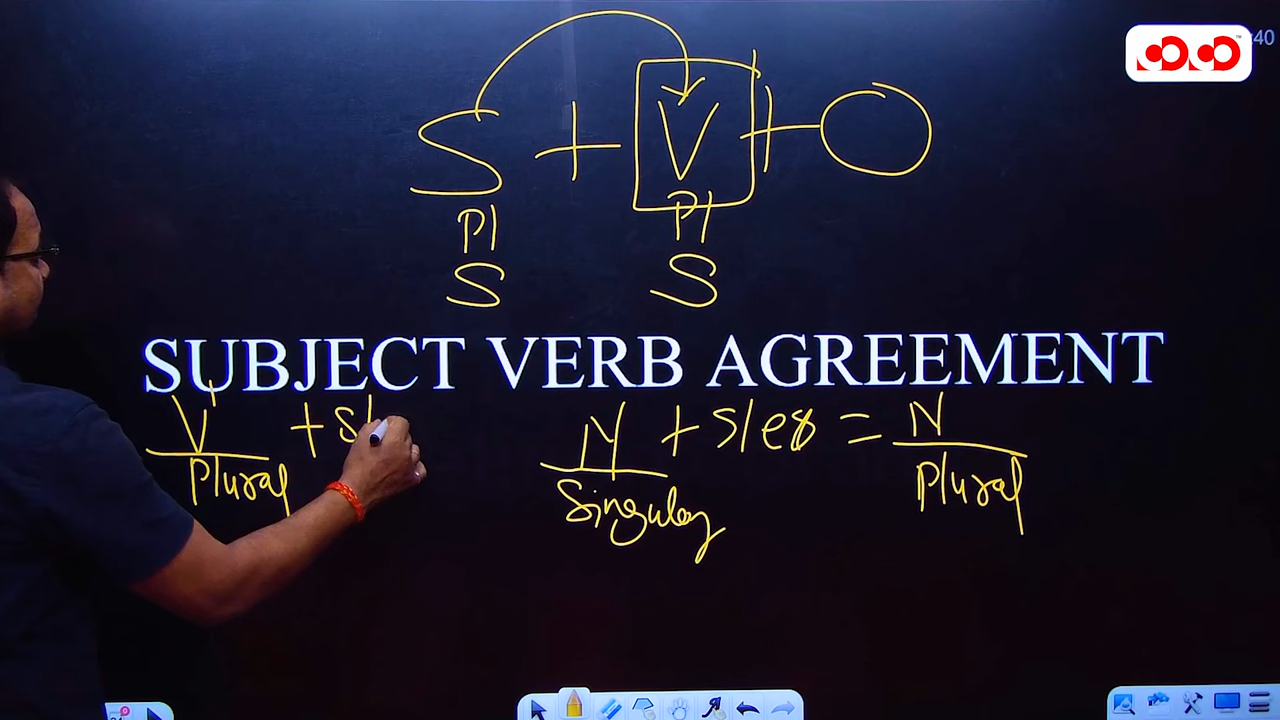 S + V + O
Pl Pl
S S
SUBJECT VERB AGREEMENT
V + s/ N + s/es = N
Plural Singular Plural